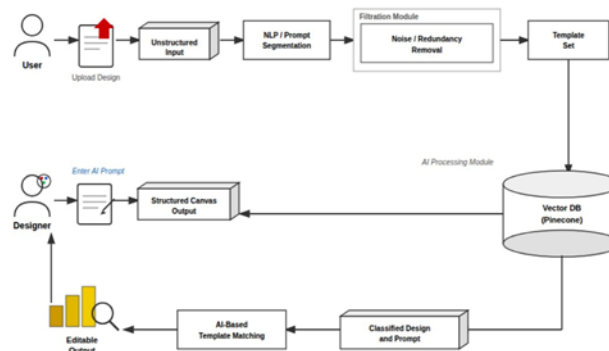 Filtration Module
Unstructured
Input
NLP / Prompt
Segmentation
Noise / Redundancy
Removal
Template
Set
User
Upload Design
AI Processing Module
Enter AI Prompt
Structured Canvas
Output
Vector DB
(Pinecone)
Designer
AI-Based
Template Matching
Classified Design
and Prompt
Editable
Output